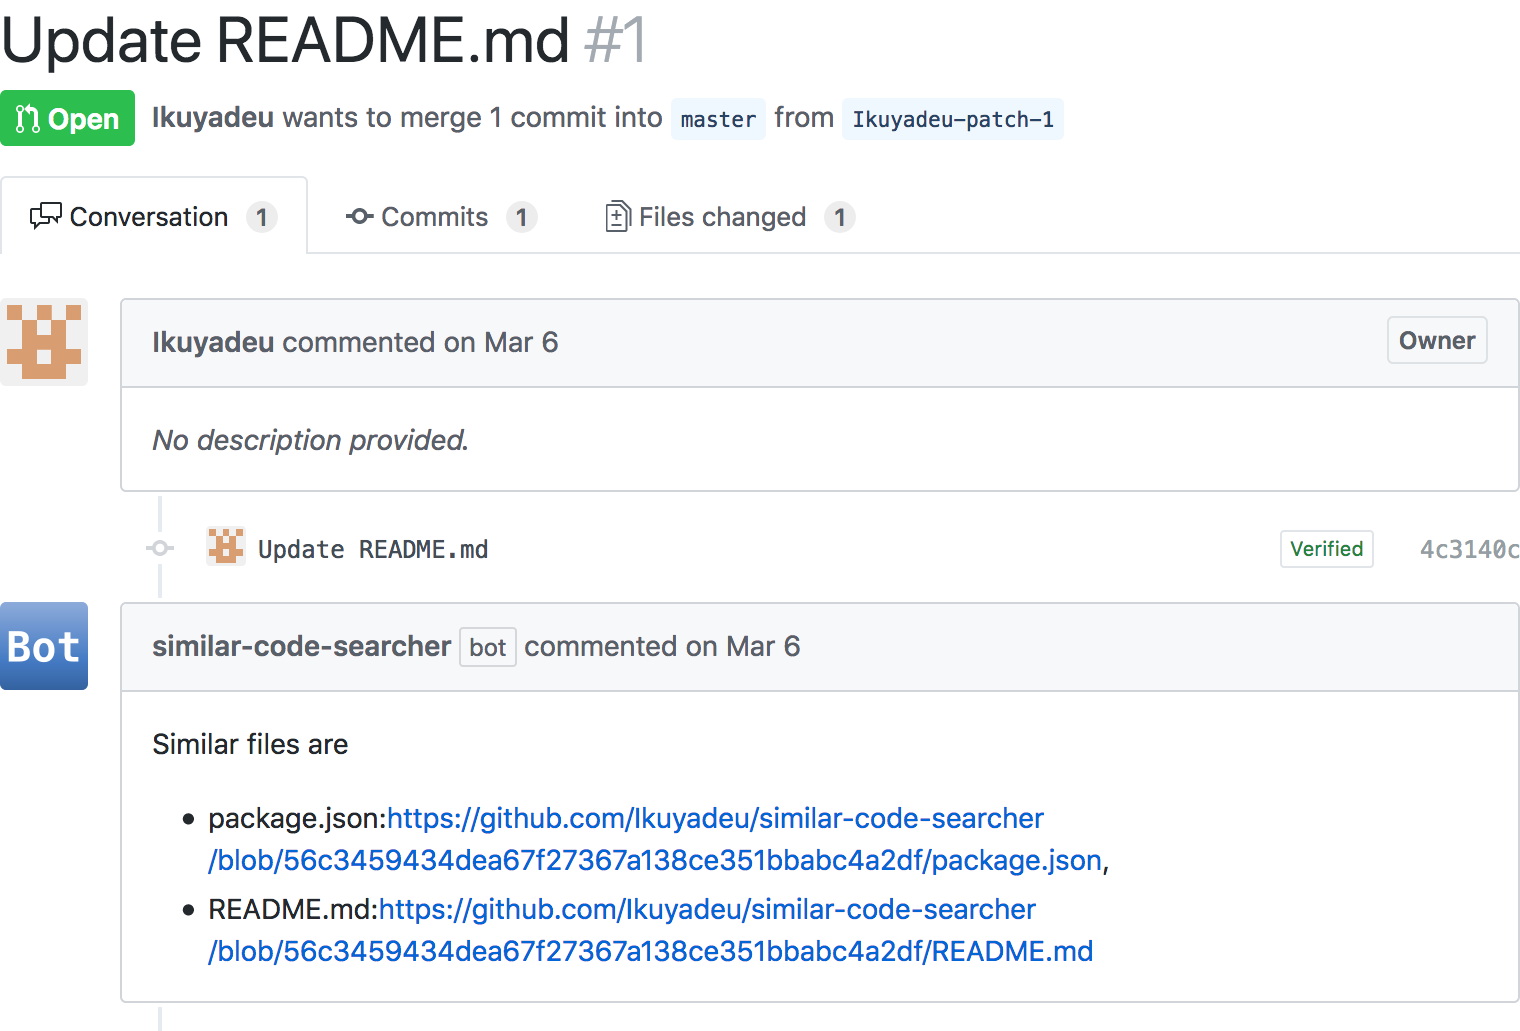 Update README.md #1
Open Ikuyadeu wants to merge 1 commit into master from Ikuyadeu-patch-1
Conversation 1 Commits 1 Files changed 1
Ikuyadeu commented on Mar 6 Owner
No description provided.
Update README.md Verified 4c3140c
Bot similar-code-searcher bot commented on Mar 6
Similar files are
• package.json:https://github.com/Ikuyadeu/similar-code-searcher
/blob/56c3459434dea67f27367a138ce351bbabc4a2df/package.json,
• README.md:https://github.com/Ikuyadeu/similar-code-searcher
/blob/56c3459434dea67f27367a138ce351bbabc4a2df/README.md